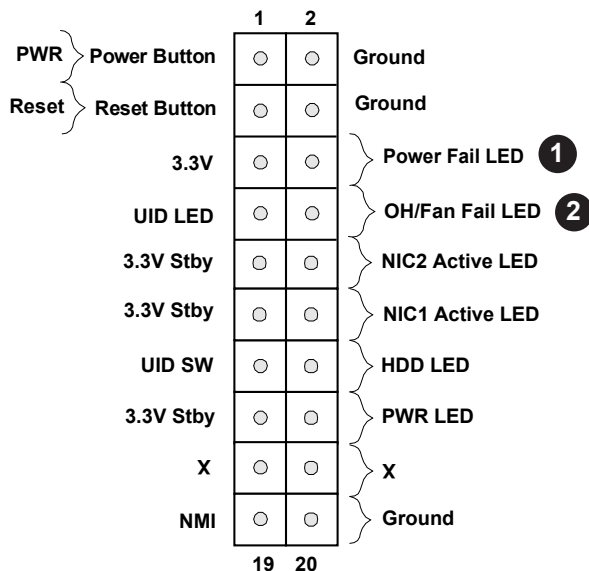 1 2
PWR Power Button Ground
Reset Reset Button Ground
3.3V Power Fail LED 1
UID LED OH/Fan Fail LED 2
3.3V Stby NIC2 Active LED
3.3V Stby NIC1 Active LED
UID SW HDD LED
3.3V Stby PWR LED
X X
NMI Ground
19 20